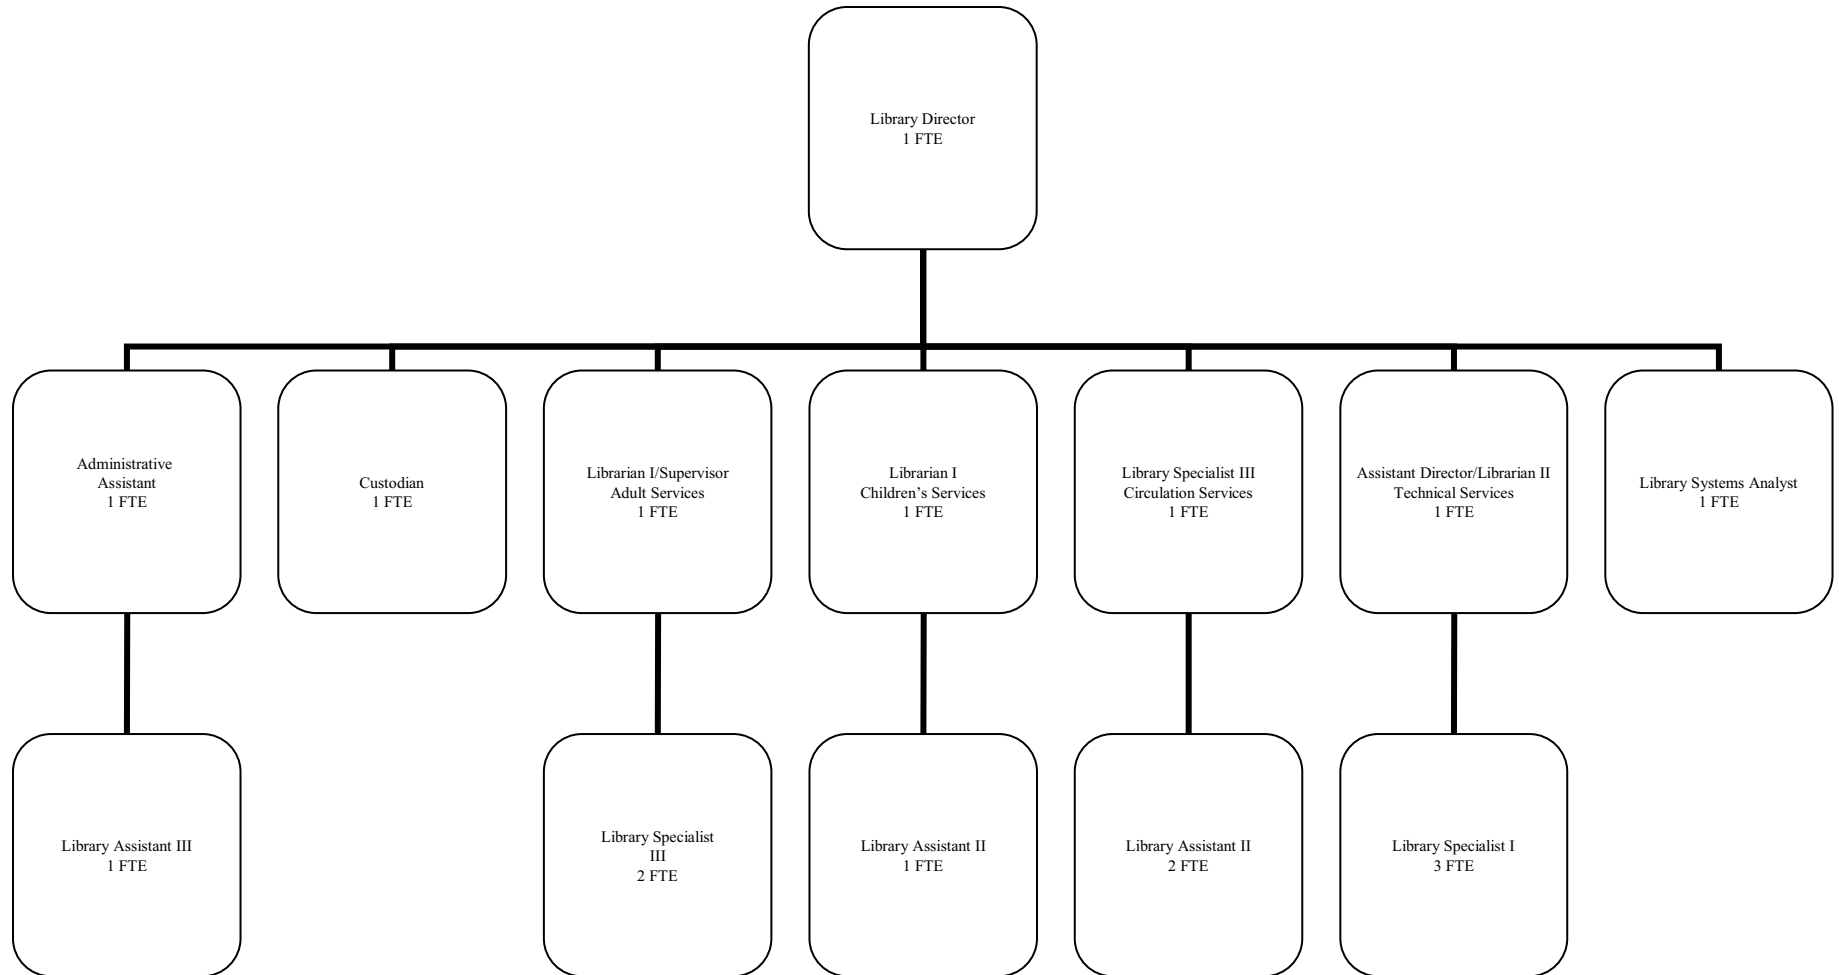 Library Director
1 FTE
Administrative
Assistant
1 FTE
Custodian
1 FTE
Librarian I/Supervisor
Adult Services
1 FTE
Librarian I
Children’s Services
1 FTE
Library Specialist III
Circulation Services
1 FTE
Assistant Director/Librarian II
Technical Services
1 FTE
Library Systems Analyst
1 FTE
Library Assistant III
1 FTE
Library Specialist
III
2 FTE
Library Assistant II
1 FTE
Library Assistant II
2 FTE
Library Specialist I
3 FTE